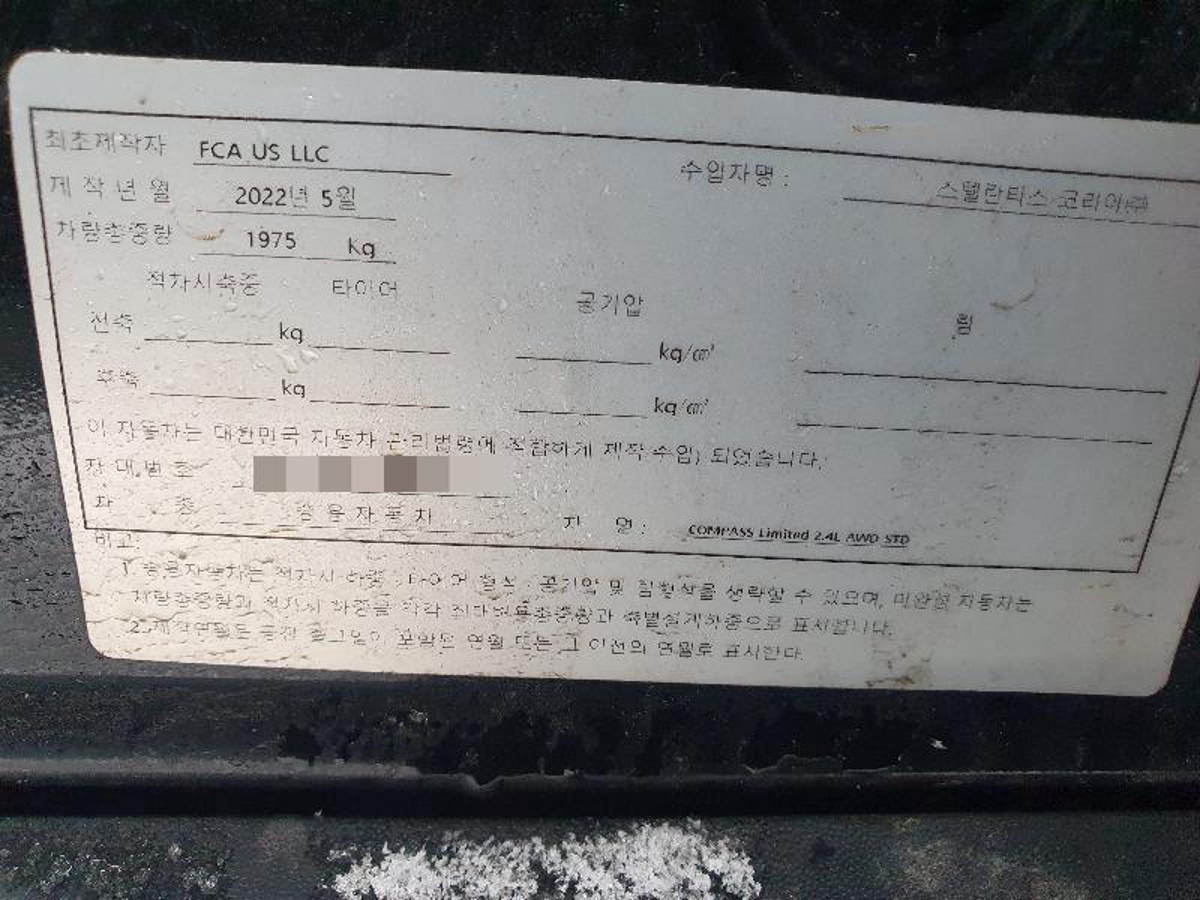 최초제작자 FCA US LLC 수입자명 : 스텔란티스 코리아㈜
제작년월 2022년 5월
차량총중량 1975 Kg
적차시축중 타이어 공기압 림
전축 kg kg/㎠
후축 kg kg/㎠
이 자동차는 대한민국 자동차 관리법령에 적합하게 제작(수입) 되었습니다.
차대번호
차 종 승용자동차 차 명 : COMPASS Limited 2.4L AWD STD
비고:
1. 승용자동차는 적차시 하중, 타이어 형식, 공기압 및 림형식을 생략할 수 있으며, 미완성 자동차는
차량총중량과 적차시 하중을 각각 최대허용총중량과 축별설계하중으로 표시합니다.
2. 제작연월은 공장 출고일이 포함된 연월 또는 그 이전의 연월로 표시한다.